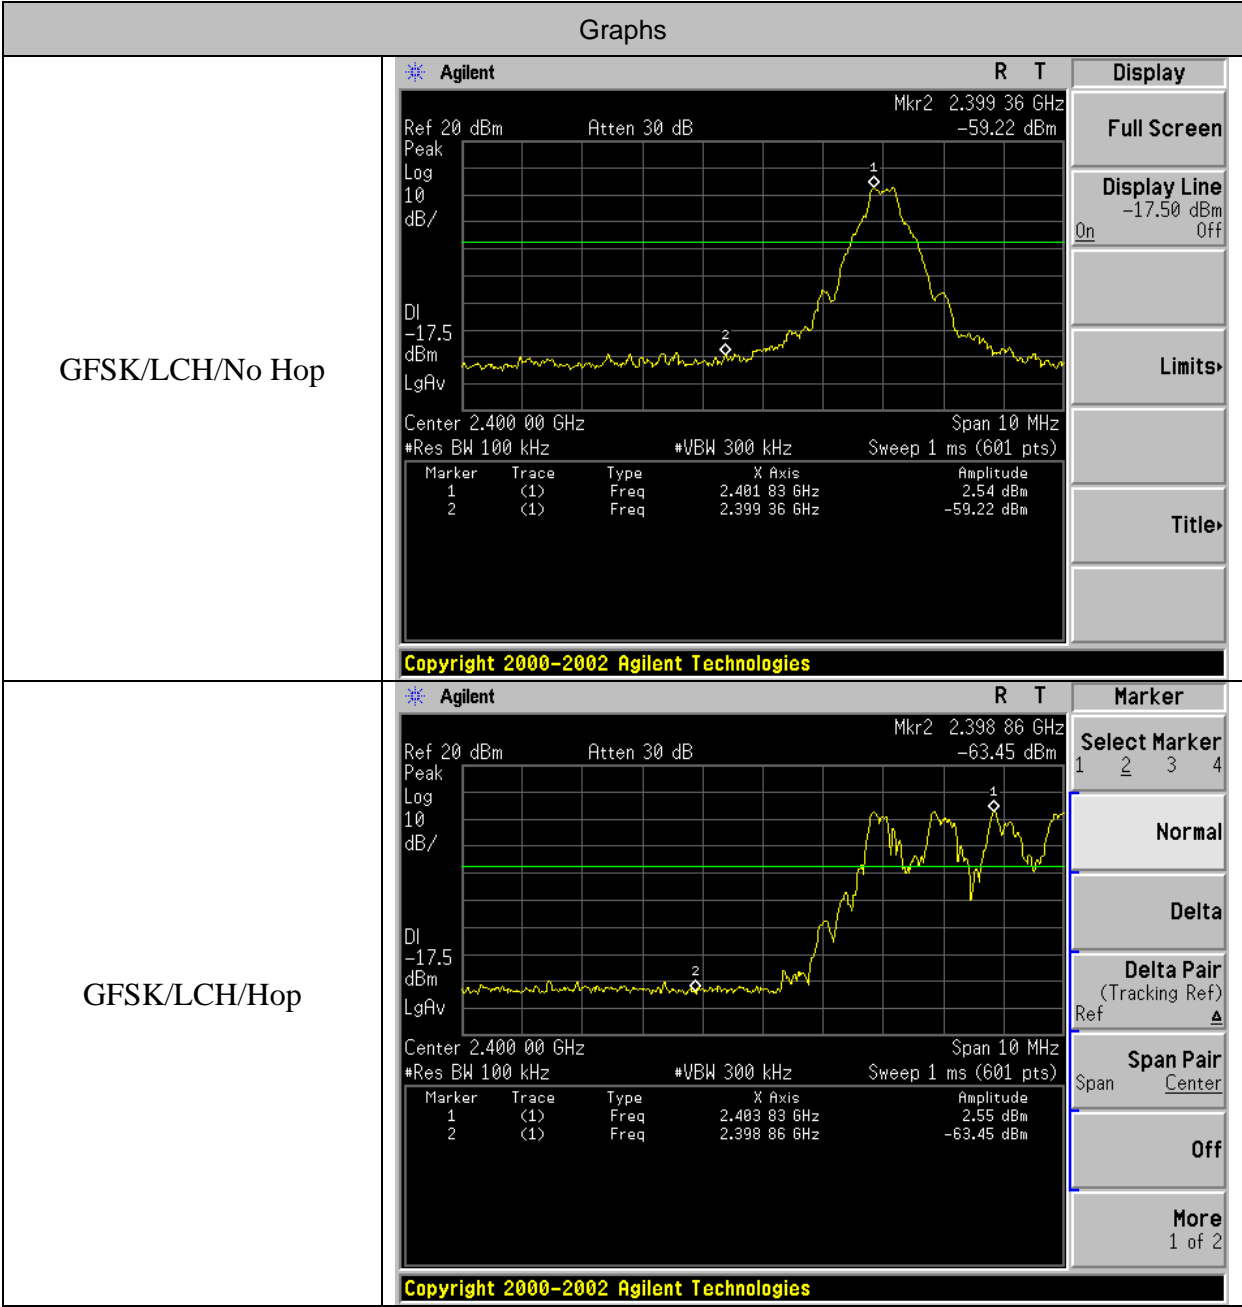 Graphs
GFSK/LCH/No Hop
Agilent R T
Mkr2 2.399 36 GHz
Ref 20 dBm Atten 30 dB -59.22 dBm
Peak
Log
10
dB/
1
2
DI
-17.5
dBm
LgAv
Center 2.400 00 GHz Span 10 MHz
#Res BW 100 kHz #VBW 300 kHz Sweep 1 ms (601 pts)
Marker Trace Type X Axis Amplitude
1 (1) Freq 2.401 83 GHz 2.54 dBm
2 (1) Freq 2.399 36 GHz -59.22 dBm
Copyright 2000-2002 Agilent Technologies
Display
Full Screen
Display Line
-17.50 dBm
On Off
Limits
Title
GFSK/LCH/Hop
Agilent R T
Mkr2 2.398 86 GHz
Ref 20 dBm Atten 30 dB -63.45 dBm
Peak
Log
10
dB/
1
2
DI
-17.5
dBm
LgAv
Center 2.400 00 GHz Span 10 MHz
#Res BW 100 kHz #VBW 300 kHz Sweep 1 ms (601 pts)
Marker Trace Type X Axis Amplitude
1 (1) Freq 2.403 83 GHz 2.55 dBm
2 (1) Freq 2.398 86 GHz -63.45 dBm
Copyright 2000-2002 Agilent Technologies
Marker
Select Marker
1 2 3 4
Normal
Delta
Delta Pair
(Tracking Ref)
Ref Δ
Span Pair
Span Center
Off
More
1 of 2